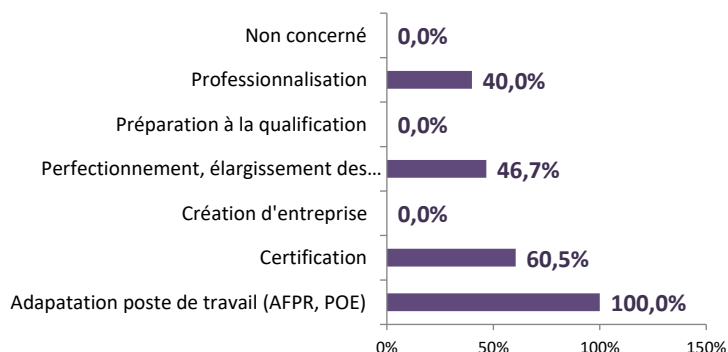 Non concerné 0,0%
Professionnalisation 40,0%
Préparation à la qualification 0,0%
Perfectionnement, élargissement des... 46,7%
Création d'entreprise 0,0%
Certification 60,5%
Adapatation poste de travail (AFPR, POE) 100,0%
0% 50% 100% 150%